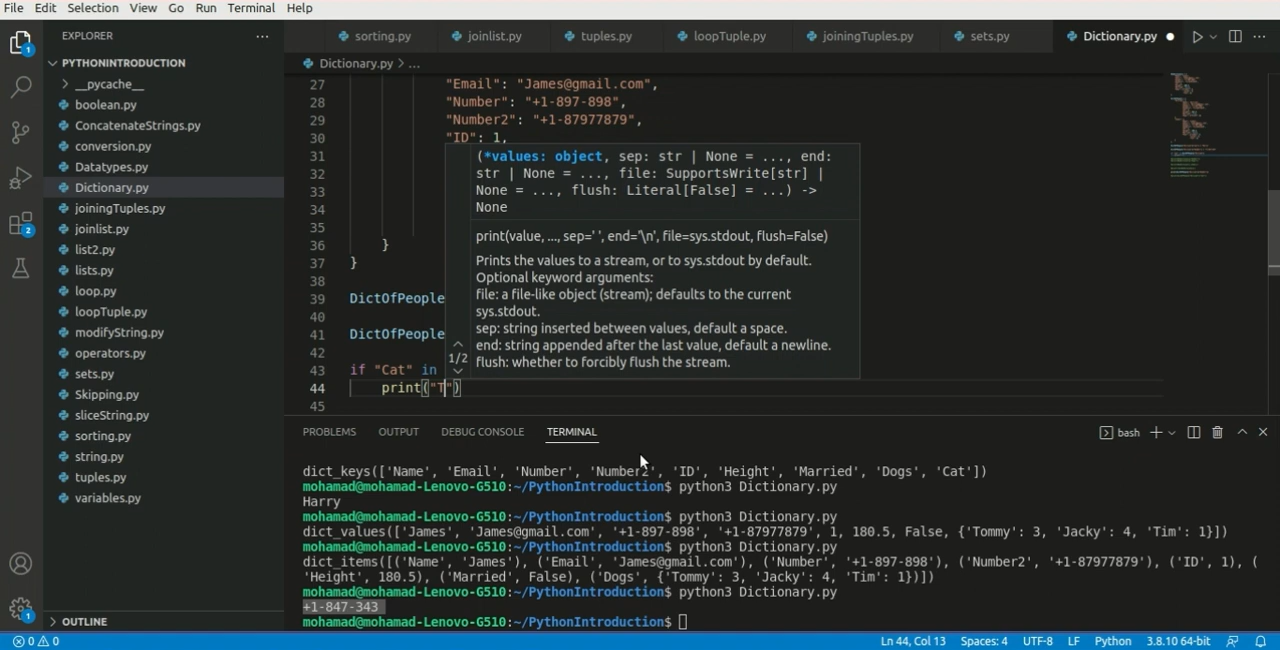 File Edit Selection View Go Run Terminal Help
EXPLORER ... sorting.py joinlist.py tuples.py loopTuple.py joiningTuples.py sets.py Dictionary.py
PYTHONINTRODUCTION
Dictionary.py > ...
__pycache__
boolean.py
ConcatenateStrings.py
conversion.py
Datatypes.py
Dictionary.py
joiningTuples.py
joinlist.py
list2.py
lists.py
loop.py
loopTuple.py
modifyString.py
operators.py
sets.py
Skipping.py
sliceString.py
sorting.py
string.py
tuples.py
variables.py
OUTLINE
1
2
1
27 "Email": "James@gmail.com",
28 "Number": "+1-897-898",
29 "Number2": "+1-87977879",
30 "ID": 1,
31
32
33
34
35
36 }
37 }
38
39 DictOfPeople
40
41 DictOfPeople
42
43 if "Cat" in
44 print("T")
45
(*values: object, sep: str | None = ..., end:
str | None = ..., file: SupportsWrite[str] |
None = ..., flush: Literal[False] = ...) ->
None
print(value, ..., sep=' ', end='\n', file=sys.stdout, flush=False)
Prints the values to a stream, or to sys.stdout by default.
Optional keyword arguments:
file: a file-like object (stream); defaults to the current
sys.stdout.
sep: string inserted between values, default a space.
end: string appended after the last value, default a newline.
flush: whether to forcibly flush the stream.
1/2
PROBLEMS OUTPUT DEBUG CONSOLE TERMINAL bash
dict_keys(['Name', 'Email', 'Number', 'Number2', 'ID', 'Height', 'Married', 'Dogs', 'Cat'])
mohamad@mohamad-Lenovo-G510:~/PythonIntroduction$ python3 Dictionary.py
Harry
mohamad@mohamad-Lenovo-G510:~/PythonIntroduction$ python3 Dictionary.py
dict_values(['James', 'James@gmail.com', '+1-897-898', '+1-87977879', 1, 180.5, False, {'Tommy': 3, 'Jacky': 4, 'Tim': 1}])
mohamad@mohamad-Lenovo-G510:~/PythonIntroduction$ python3 Dictionary.py
dict_items([('Name', 'James'), ('Email', 'James@gmail.com'), ('Number', '+1-897-898'), ('Number2', '+1-87977879'), ('ID', 1), (
'Height', 180.5), ('Married', False), ('Dogs', {'Tommy': 3, 'Jacky': 4, 'Tim': 1})])
mohamad@mohamad-Lenovo-G510:~/PythonIntroduction$ python3 Dictionary.py
+1-847-343
mohamad@mohamad-Lenovo-G510:~/PythonIntroduction$
0 0 Ln 44, Col 13 Spaces: 4 UTF-8 LF Python 3.8.10 64-bit